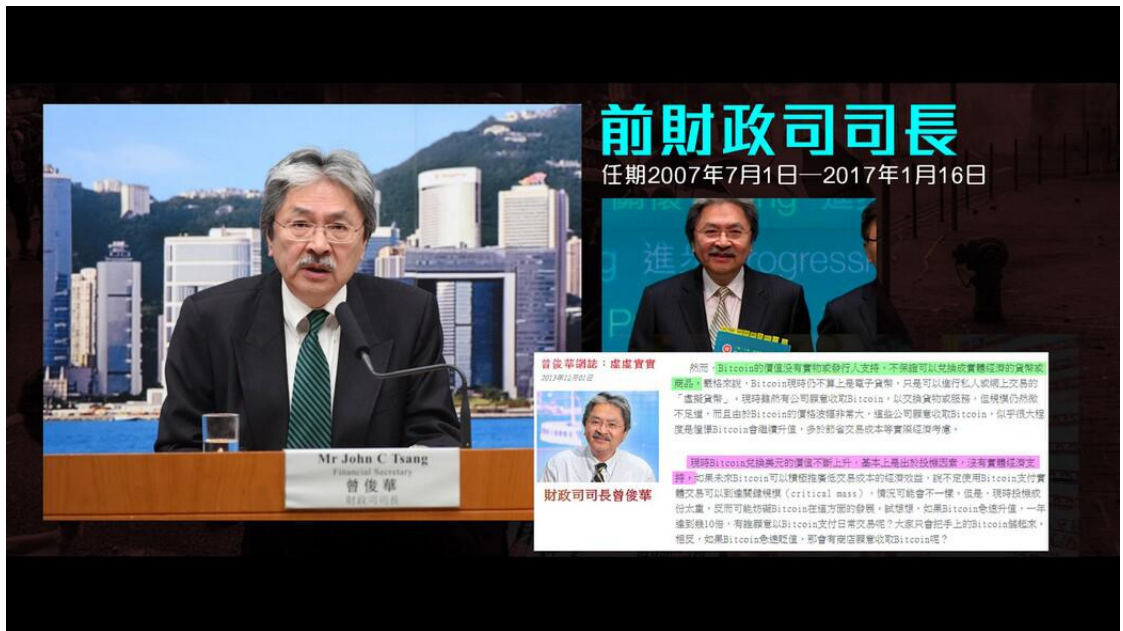 前財政司司長
任期2007年7月1日—2017年1月16日
進步 Progressi
Mr John C Tsang
Financial Secretary
曾俊華
財政司司長
曾俊華網誌：虛虛實實
2013年12月01日
財政司司長曾俊華
然而，Bitcoin的價值沒有實物或發行人支持，不保證可以兌換成實體經濟的貨幣或
商品。嚴格來說，Bitcoin現時仍不算上是電子貨幣，只是可以進行私人或網上交易的
「虛擬貨幣」。現時雖然有公司願意收取Bitcoin，以交換貨物或服務，但規模仍然微
不足道，而且由於Bitcoin的價格波幅非常大，這些公司願意收取Bitcoin，似乎很大程
度是憧憬Bitcoin會繼續升值，多於節省交易成本等實際經濟考慮。
現時Bitcoin兌換美元的價值不斷上升，基本上是出於投機因素，沒有實體經濟支
持，如果未來Bitcoin可以積極推廣低交易成本的經濟效益，說不定使用Bitcoin支付實
體交易可以到達關鍵規模（critical mass），情況可能會不一樣。但是，現時投機成
份太重，反而可能妨礙Bitcoin在這方面的發展。試想想，如果Bitcoin急速升值，一年
達到幾10倍，有誰願意以Bitcoin支付日常交易呢？大家只會把手上的Bitcoin儲起來。
相反，如果Bitcoin急速貶值，那會有商店願意收取Bitcoin呢？